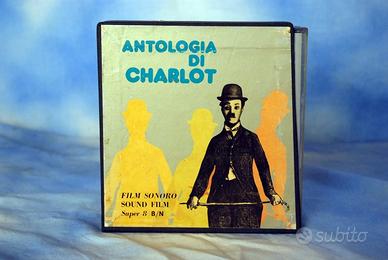 ANTOLOGIA
DI
CHARLOT
FILM SONORO
SOUND FILM
Super 8 B/N
subito